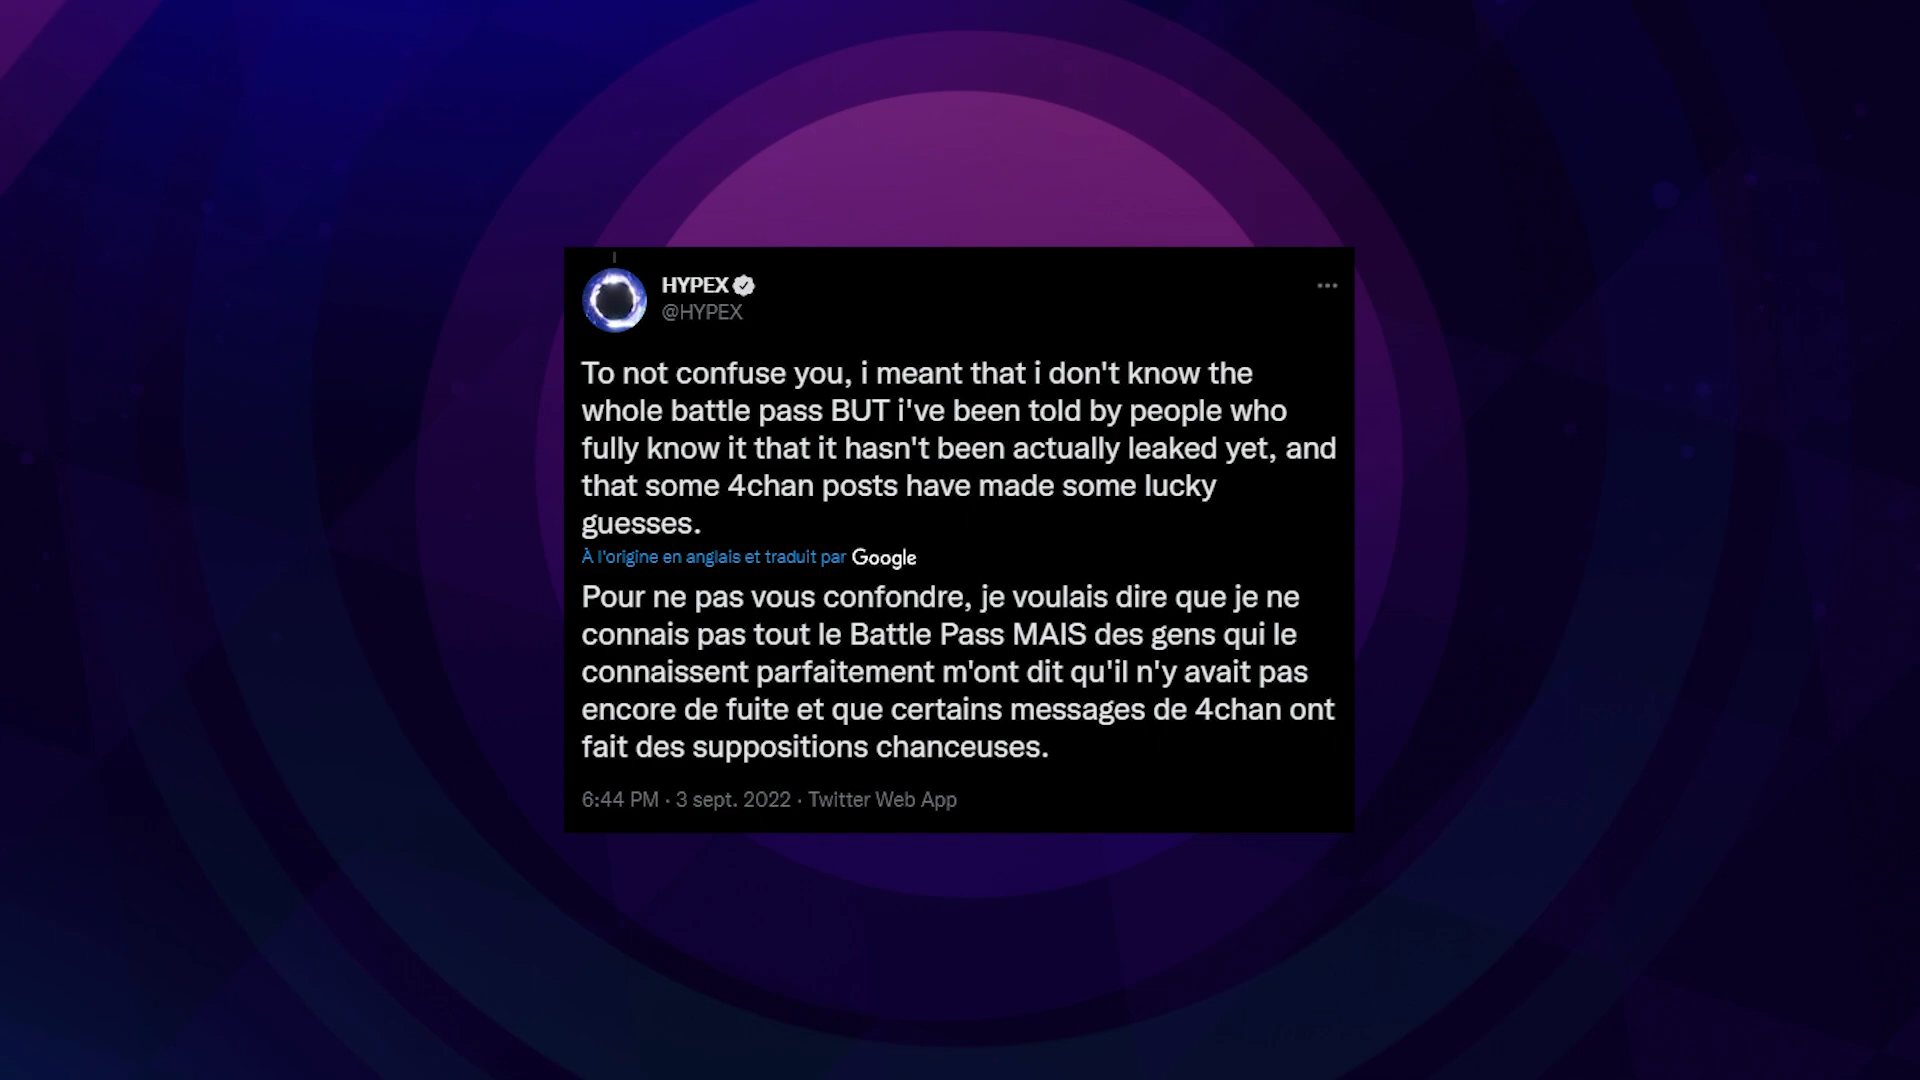 HYPEX
@HYPEX
To not confuse you, i meant that i don't know the
whole battle pass BUT i've been told by people who
fully know it that it hasn't been actually leaked yet, and
that some 4chan posts have made some lucky
guesses.
À l'origine en anglais et traduit par Google
Pour ne pas vous confondre, je voulais dire que je ne
connais pas tout le Battle Pass MAIS des gens qui le
connaissent parfaitement m'ont dit qu'il n'y avait pas
encore de fuite et que certains messages de 4chan ont
fait des suppositions chanceuses.
6:44 PM · 3 sept. 2022 · Twitter Web App